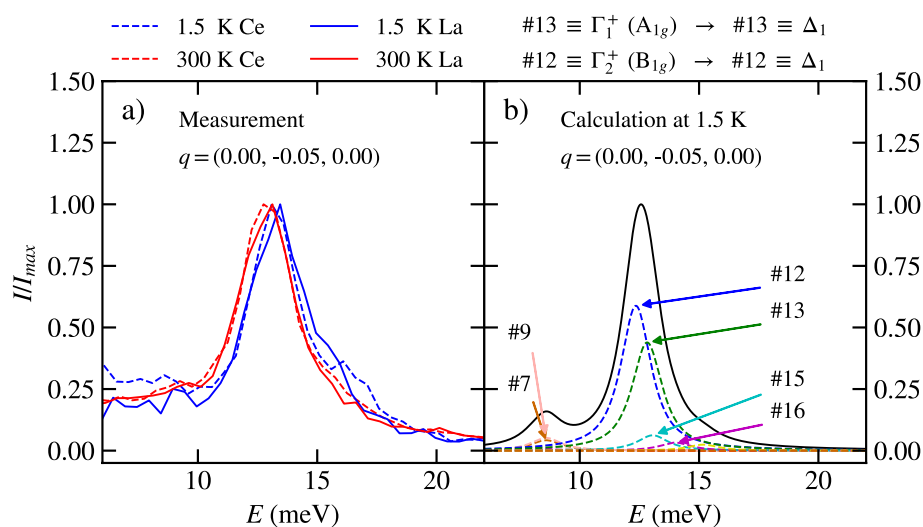 1.5 K Ce
1.5 K La
#13 ≡ Γ₁⁺ (A₁g) → #13 ≡ Δ₁
300 K Ce
300 K La
#12 ≡ Γ₂⁺ (B₁g) → #12 ≡ Δ₁
1.50
1.25
1.00
0.75
0.50
0.25
0.00
I/Imax
a)
Measurement
q = (0.00, -0.05, 0.00)
10
15
20
E (meV)
b)
Calculation at 1.5 K
q = (0.00, -0.05, 0.00)
#12
#13
#9
#7
#15
#16
10
15
20
E (meV)
1.50
1.25
1.00
0.75
0.50
0.25
0.00